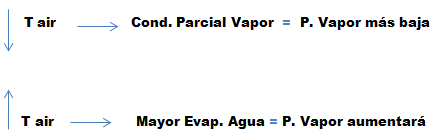 T air Cond. Parcial Vapor = P. Vapor más baja
T air Mayor Evap. Agua = P. Vapor aumentará